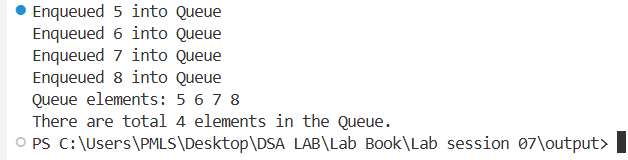 Enqueued 5 into Queue
Enqueued 6 into Queue
Enqueued 7 into Queue
Enqueued 8 into Queue
Queue elements: 5 6 7 8
There are total 4 elements in the Queue.
PS C:\Users\PMLS\Desktop\DSA LAB\Lab Book\Lab session 07\output>